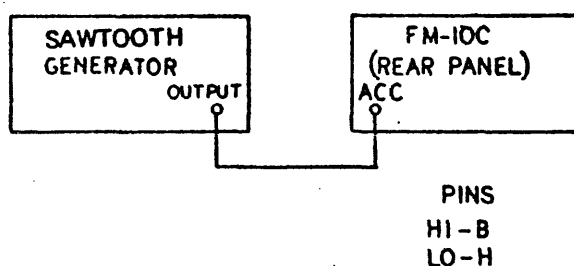 SAWTOOTH
GENERATOR
OUTPUT
FM-10C
(REAR PANEL)
ACC
PINS
HI-B
LO-H